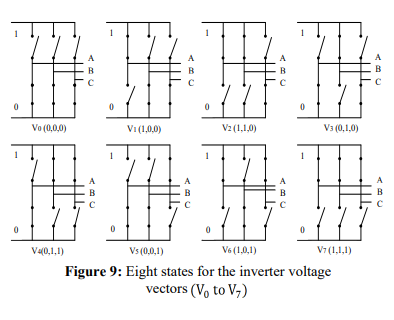 1 1 1 1
A A A A
B B B B
C C C C
0 0 0 0
V0 (0,0,0) V1 (1,0,0) V2 (1,1,0) V3 (0,1,0)
1 1 1 1
A A A A
B B B B
C C C C
0 0 0 0
V4(0,1,1) V5 (0,0,1) V6 (1,0,1) V7 (1,1,1)
Figure 9: Eight states for the inverter voltage
vectors (V₀ to V₇)